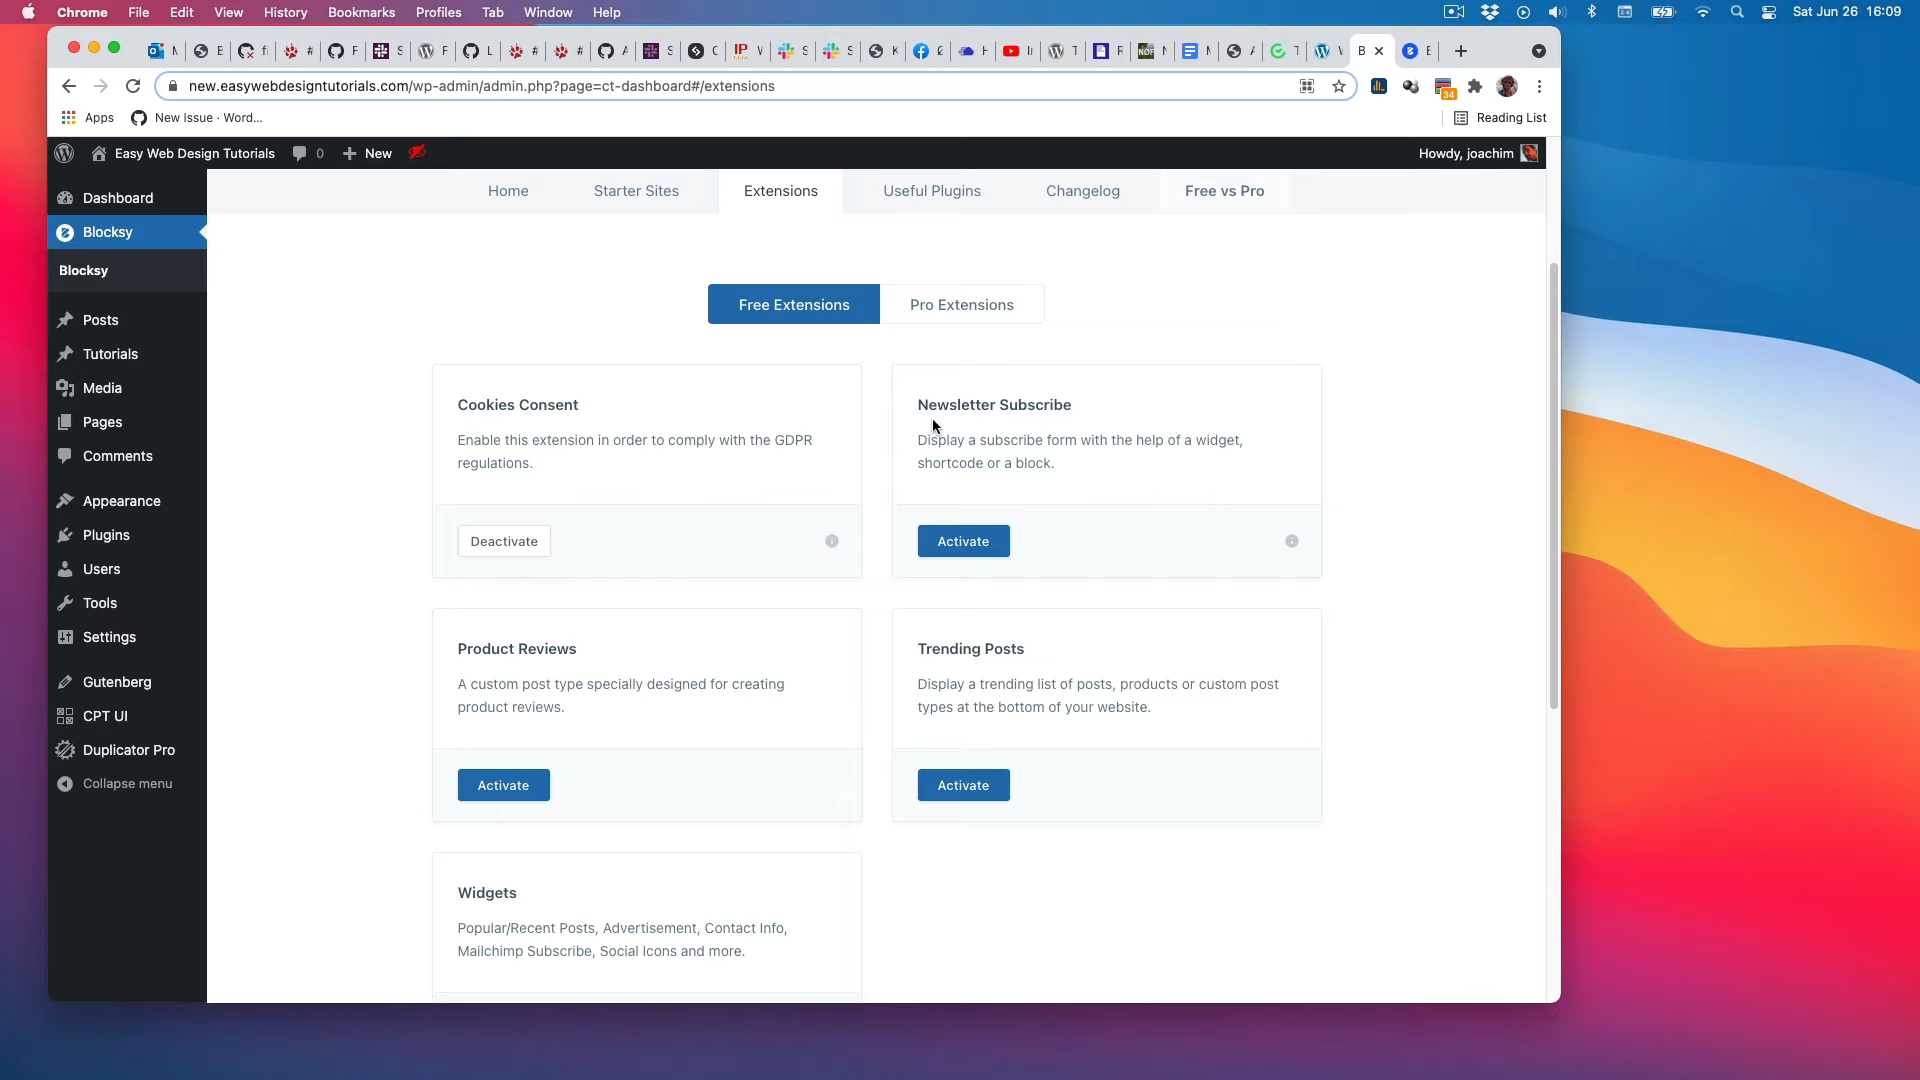 Chrome File Edit View History Bookmarks Profiles Tab Window Help Sat Jun 26 16:09
new.easywebdesigntutorials.com/wp-admin/admin.php?page=ct-dashboard#/extensions
34
Apps New Issue · Word... Reading List
Easy Web Design Tutorials 0 New Howdy, joachim
Home Starter Sites Extensions Useful Plugins Changelog Free vs Pro
Dashboard
Blocksy
Blocksy
Posts
Tutorials
Media
Pages
Comments
Appearance
Plugins
Users
Tools
Settings
Gutenberg
CPT UI
Duplicator Pro
Collapse menu
Free Extensions Pro Extensions
Cookies Consent
Enable this extension in order to comply with the GDPR
regulations.
Deactivate
Newsletter Subscribe
Display a subscribe form with the help of a widget,
shortcode or a block.
Activate
Product Reviews
A custom post type specially designed for creating
product reviews.
Activate
Trending Posts
Display a trending list of posts, products or custom post
types at the bottom of your website.
Activate
Widgets
Popular/Recent Posts, Advertisement, Contact Info,
Mailchimp Subscribe, Social Icons and more.